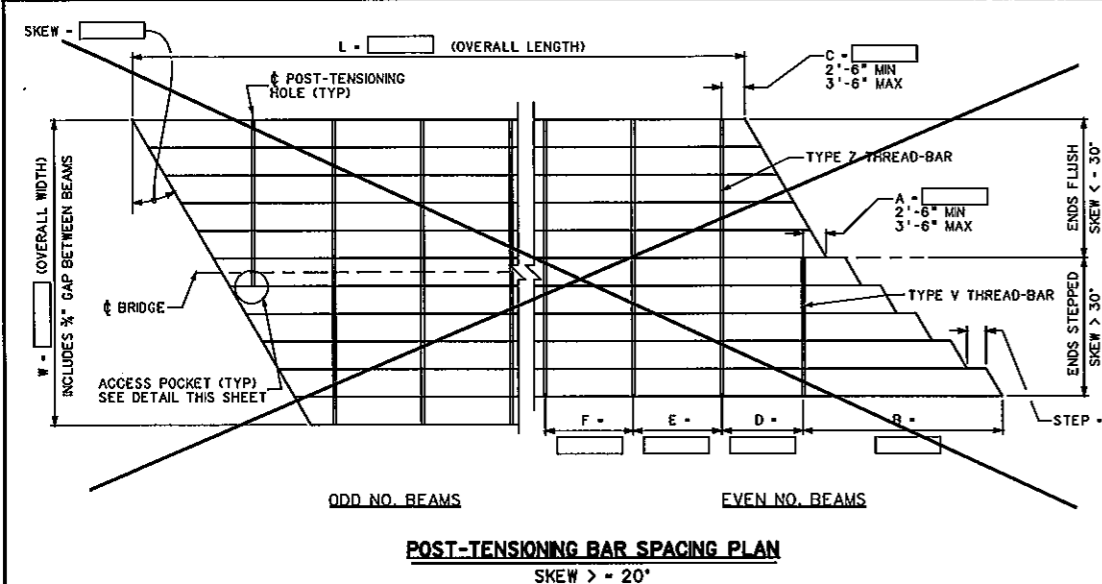 SKEW -
L - (OVERALL LENGTH)
C -
2'-6" MIN
3'-6" MAX
℄ POST-TENSIONING
HOLE (TYP)
TYPE Z THREAD-BAR
A -
2'-6" MIN
3'-6" MAX
W - (OVERALL WIDTH)
INCLUDES ¾" GAP BETWEEN BEAMS
ENDS FLUSH
SKEW < - 30°
℄ BRIDGE
TYPE V THREAD-BAR
ENDS STEPPED
SKEW > 30°
ACCESS POCKET (TYP)
SEE DETAIL THIS SHEET
F - E - D - B -
STEP -
ODD NO. BEAMS
EVEN NO. BEAMS
POST-TENSIONING BAR SPACING PLAN
SKEW > - 20°